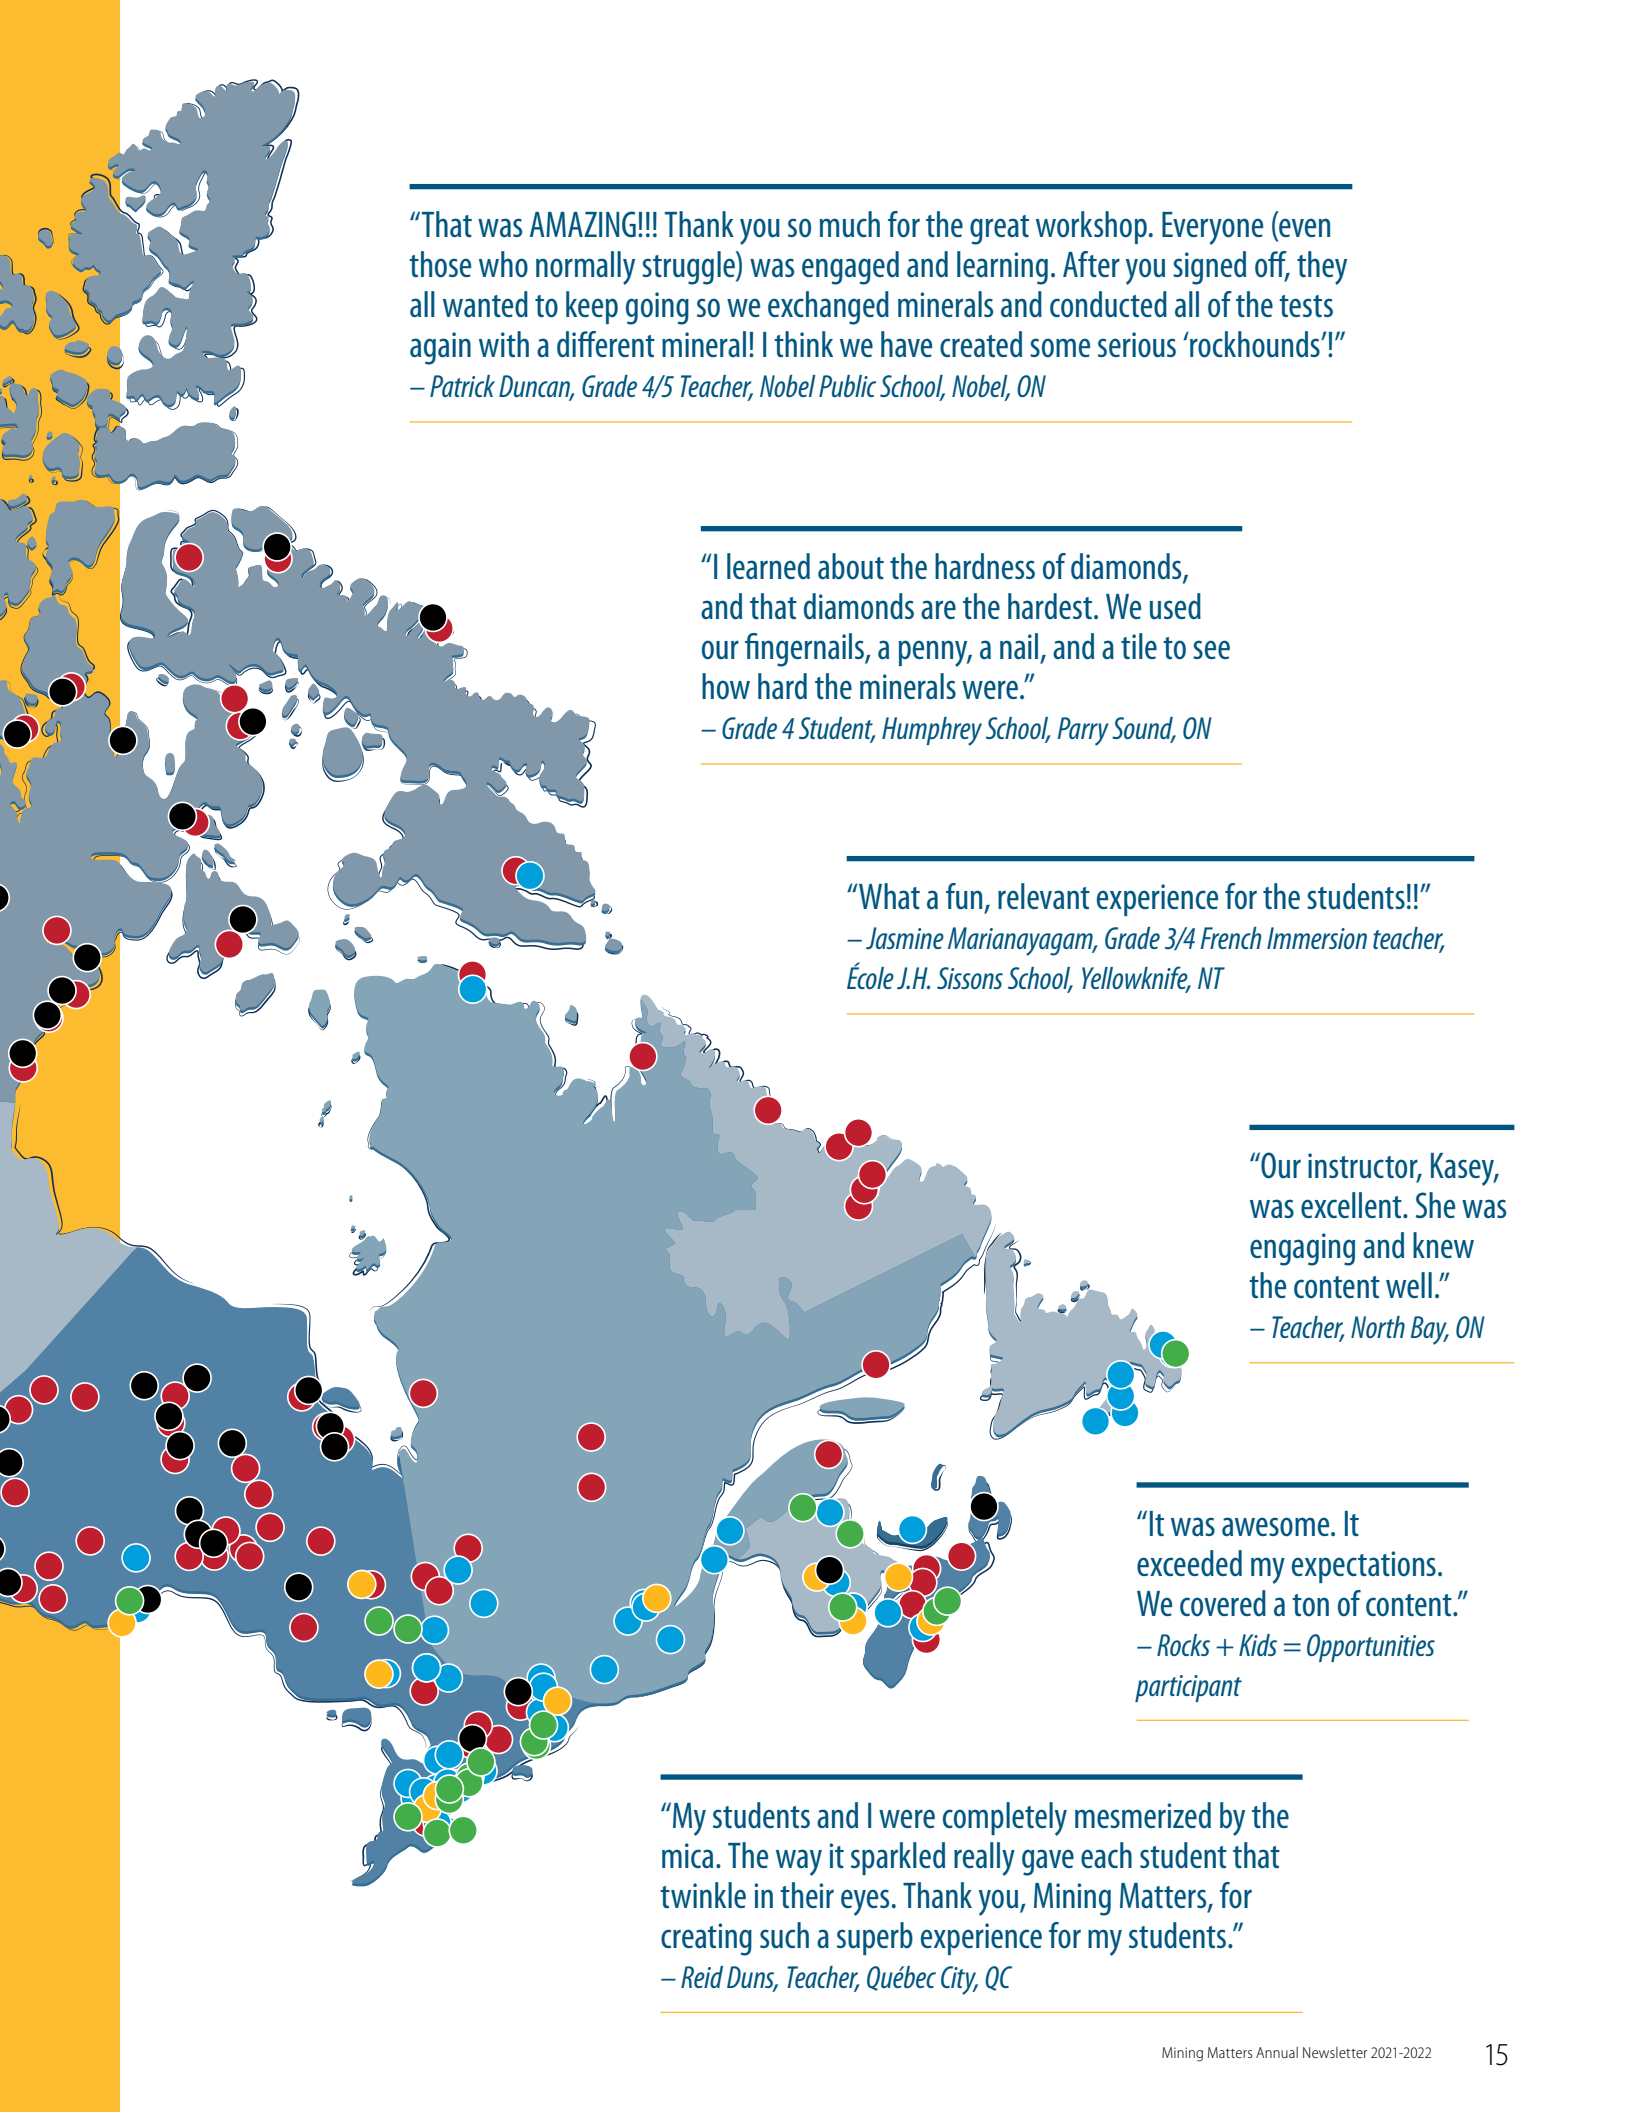 “That was AMAZING!!! Thank you so much for the great workshop. Everyone (even
those who normally struggle) was engaged and learning. After you signed off, they
all wanted to keep going so we exchanged minerals and conducted all of the tests
again with a different mineral! I think we have created some serious ‘rockhounds’!”
– Patrick Duncan, Grade 4/5 Teacher, Nobel Public School, Nobel, ON
“I learned about the hardness of diamonds,
and that diamonds are the hardest. We used
our fingernails, a penny, a nail, and a tile to see
how hard the minerals were.”
– Grade 4 Student, Humphrey School, Parry Sound, ON
“What a fun, relevant experience for the students!!”
– Jasmine Marianayagam, Grade 3/4 French Immersion teacher,
École J.H. Sissons School, Yellowknife, NT
“Our instructor, Kasey,
was excellent. She was
engaging and knew
the content well.”
– Teacher, North Bay, ON
“It was awesome. It
exceeded my expectations.
We covered a ton of content.”
– Rocks + Kids = Opportunities
participant
“My students and I were completely mesmerized by the
mica. The way it sparkled really gave each student that
twinkle in their eyes. Thank you, Mining Matters, for
creating such a superb experience for my students.”
– Reid Duns, Teacher, Québec City, QC
Mining Matters Annual Newsletter 2021-2022 15